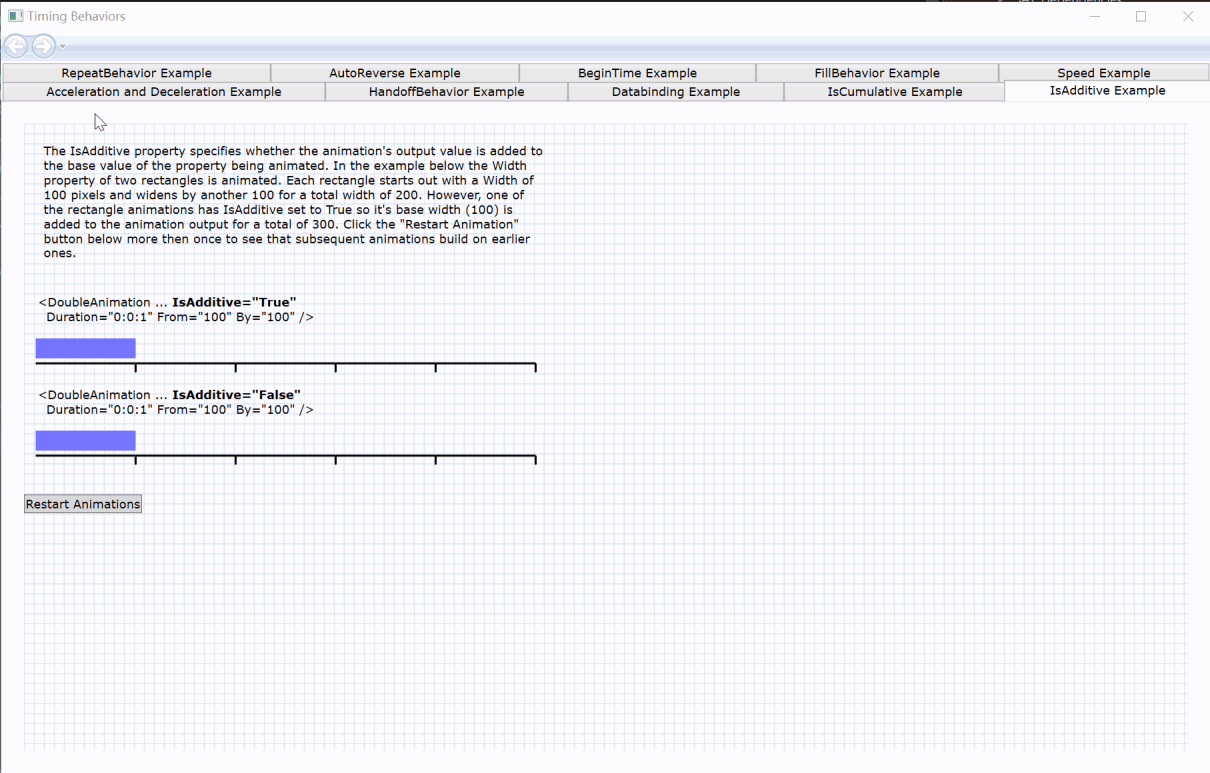 Timing Behaviors
RepeatBehavior Example
AutoReverse Example
BeginTime Example
FillBehavior Example
Speed Example
Acceleration and Deceleration Example
HandoffBehavior Example
Databinding Example
IsCumulative Example
IsAdditive Example
The IsAdditive property specifies whether the animation's output value is added to
the base value of the property being animated. In the example below the Width
property of two rectangles is animated. Each rectangle starts out with a Width of
100 pixels and widens by another 100 for a total width of 200. However, one of
the rectangle animations has IsAdditive set to True so it's base width (100) is
added to the animation output for a total of 300. Click the "Restart Animation"
button below more then once to see that subsequent animations build on earlier
ones.
<DoubleAnimation ... IsAdditive="True"
Duration="0:0:1" From="100" By="100" />
<DoubleAnimation ... IsAdditive="False"
Duration="0:0:1" From="100" By="100" />
Restart Animations